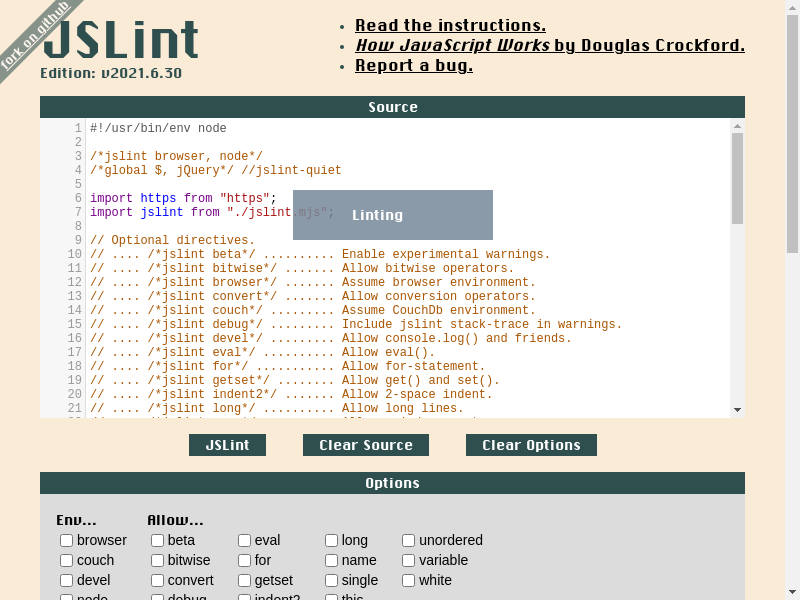 fork on github
JSLint
Edition: v2021.6.30
Read the instructions.
How JavaScript Works by Douglas Crockford.
Report a bug.
Source
1 #!/usr/bin/env node
2
3 /*jslint browser, node*/
4 /*global $, jQuery*/ //jslint-quiet
5
6 import https from "https";
7 import jslint from "./jslint.mjs";
Linting
8
9 // Optional directives.
10 // .... /*jslint beta*/ .......... Enable experimental warnings.
11 // .... /*jslint bitwise*/ ....... Allow bitwise operators.
12 // .... /*jslint browser*/ ....... Assume browser environment.
13 // .... /*jslint convert*/ ....... Allow conversion operators.
14 // .... /*jslint couch*/ ......... Assume CouchDb environment.
15 // .... /*jslint debug*/ ......... Include jslint stack-trace in warnings.
16 // .... /*jslint devel*/ ......... Allow console.log() and friends.
17 // .... /*jslint eval*/ .......... Allow eval().
18 // .... /*jslint for*/ ........... Allow for-statement.
19 // .... /*jslint getset*/ ........ Allow get() and set().
20 // .... /*jslint indent2*/ ....... Allow 2-space indent.
21 // .... /*jslint long*/ .......... Allow long lines.
JSLint Clear Source Clear Options
Options
Env... Allow...
browser beta eval long unordered
couch bitwise for name variable
devel convert getset single white
node debug indent2 this